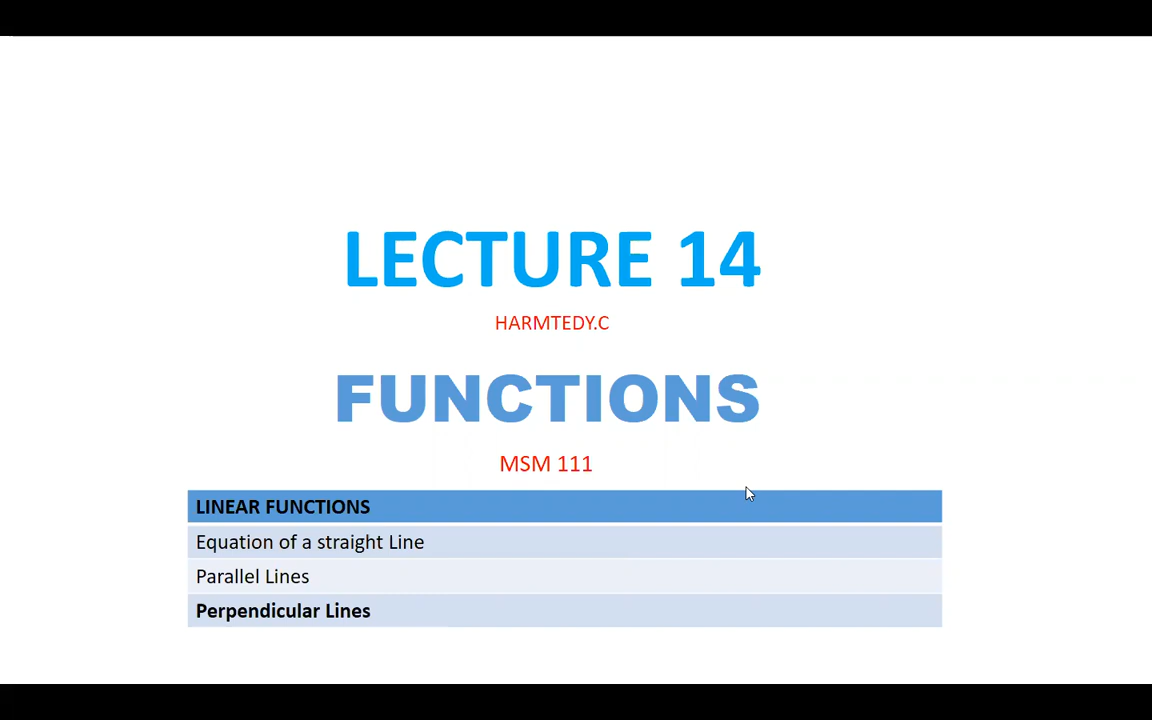 LECTURE 14
HARMTEDY.C
FUNCTIONS
MSM 111
LINEAR FUNCTIONS
Equation of a straight Line
Parallel Lines
Perpendicular Lines